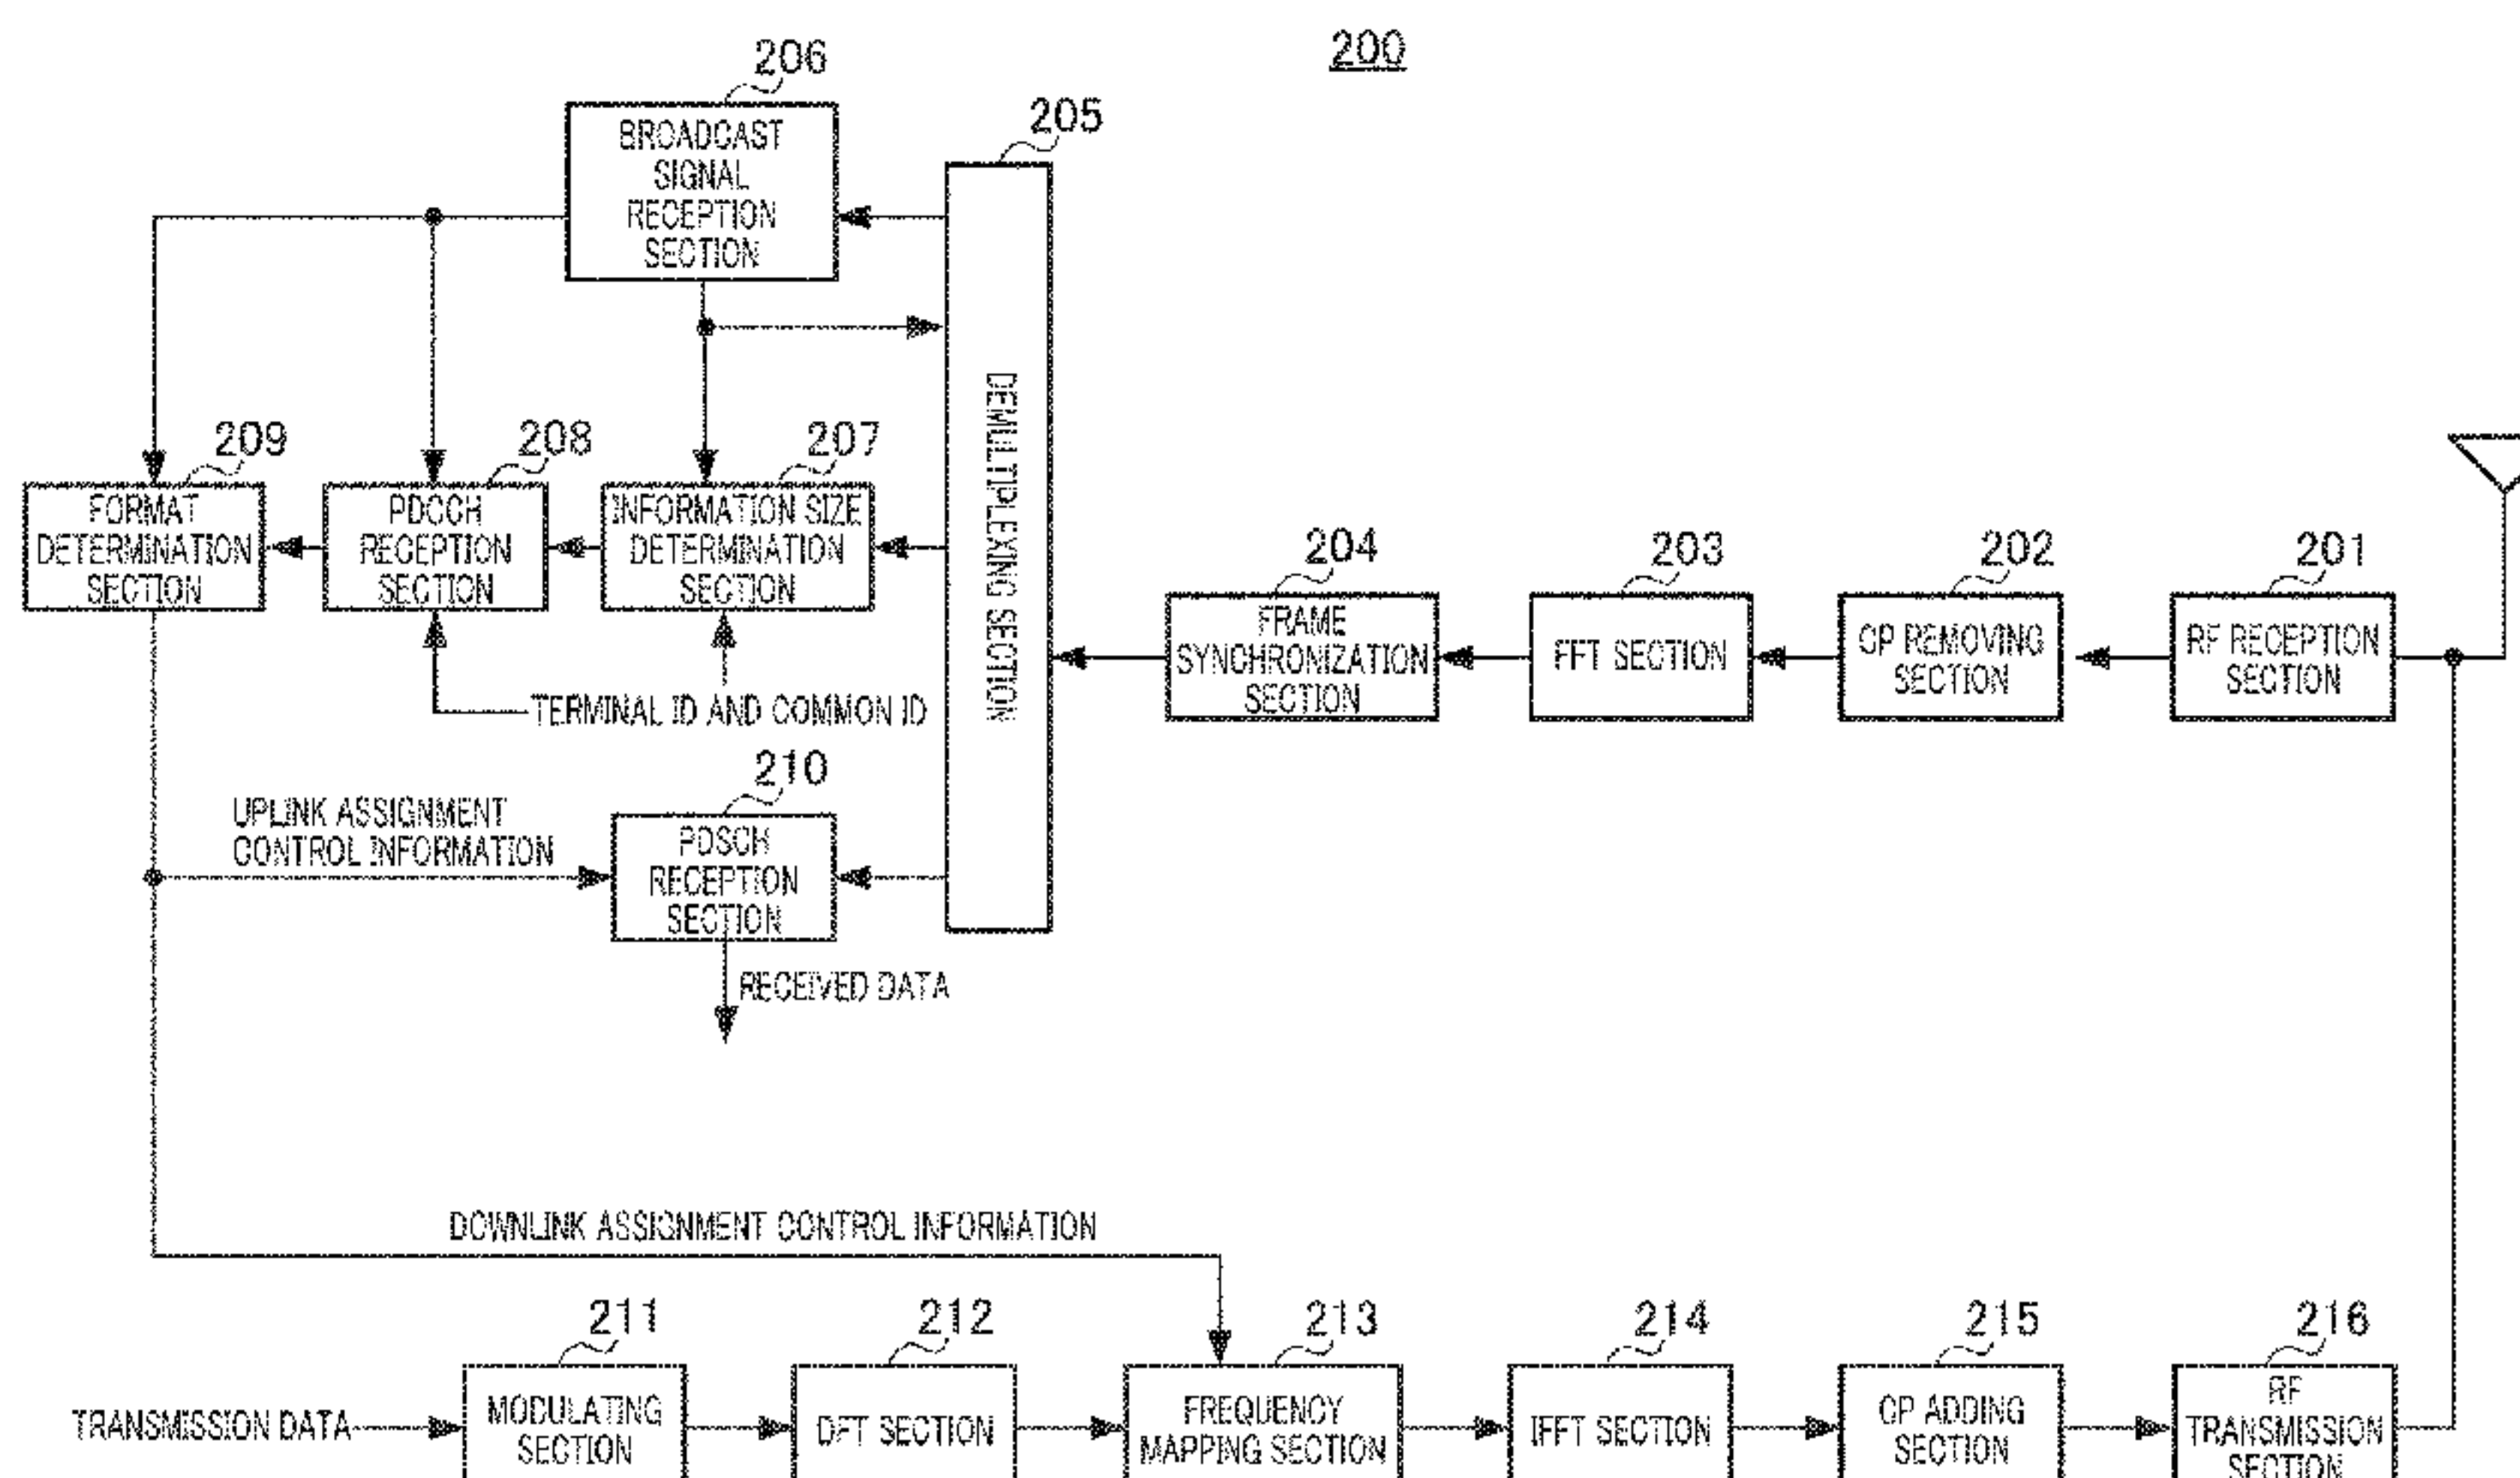 200
206
BROADCAST
SIGNAL
RECEPTION
SECTION
205
DEMULTIPLEXING SECTION
209
FORMAT
DETERMINATION
SECTION
208
PDCCH
RECEPTION
SECTION
207
INFORMATION SIZE
DETERMINATION
SECTION
204
FRAME
SYNCHRONIZATION
SECTION
203
FFT SECTION
202
CP REMOVING
SECTION
201
RF RECEPTION
SECTION
TERMINAL ID AND COMMON ID
210
PDSCH
RECEPTION
SECTION
UPLINK ASSIGNMENT
CONTROL INFORMATION
RECEIVED DATA
DOWNLINK ASSIGNMENT CONTROL INFORMATION
TRANSMISSION DATA
211
MODULATING
SECTION
212
DFT SECTION
213
FREQUENCY
MAPPING SECTION
214
IFFT SECTION
215
CP ADDING
SECTION
216
RF
TRANSMISSION
SECTION